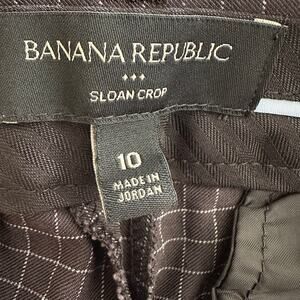 BANANA REPUBLIC
SLOAN CROP
10
MADE IN
JORDAN